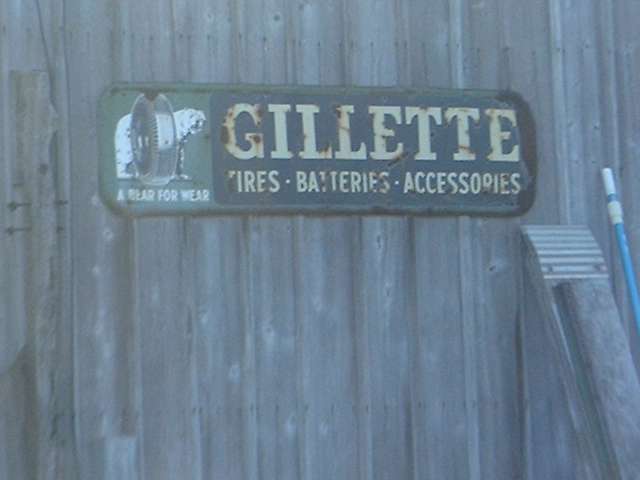 GILLETTE
TIRES · BATTERIES · ACCESSORIES
A BEAR FOR WEAR